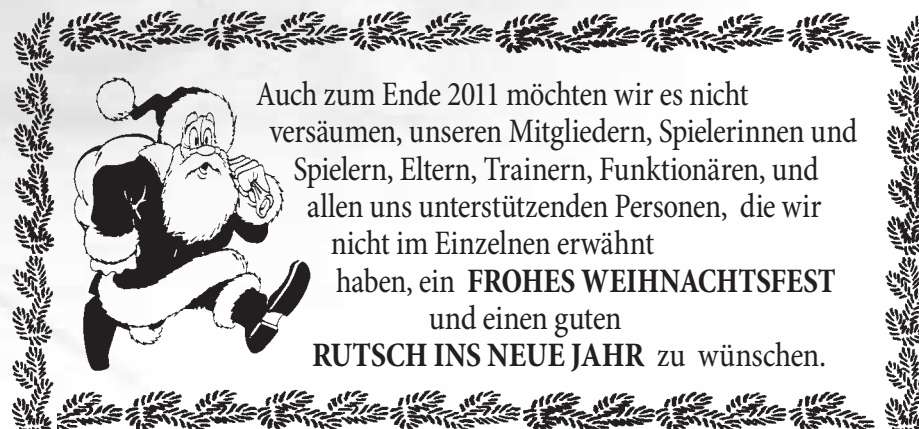 Auch zum Ende 2011 möchten wir es nicht
versäumen, unseren Mitgliedern, Spielerinnen und
Spielern, Eltern, Trainern, Funktionären, und
allen uns unterstützenden Personen, die wir
nicht im Einzelnen erwähnt
haben, ein FROHES WEIHNACHTSFEST
und einen guten
RUTSCH INS NEUE JAHR zu wünschen.